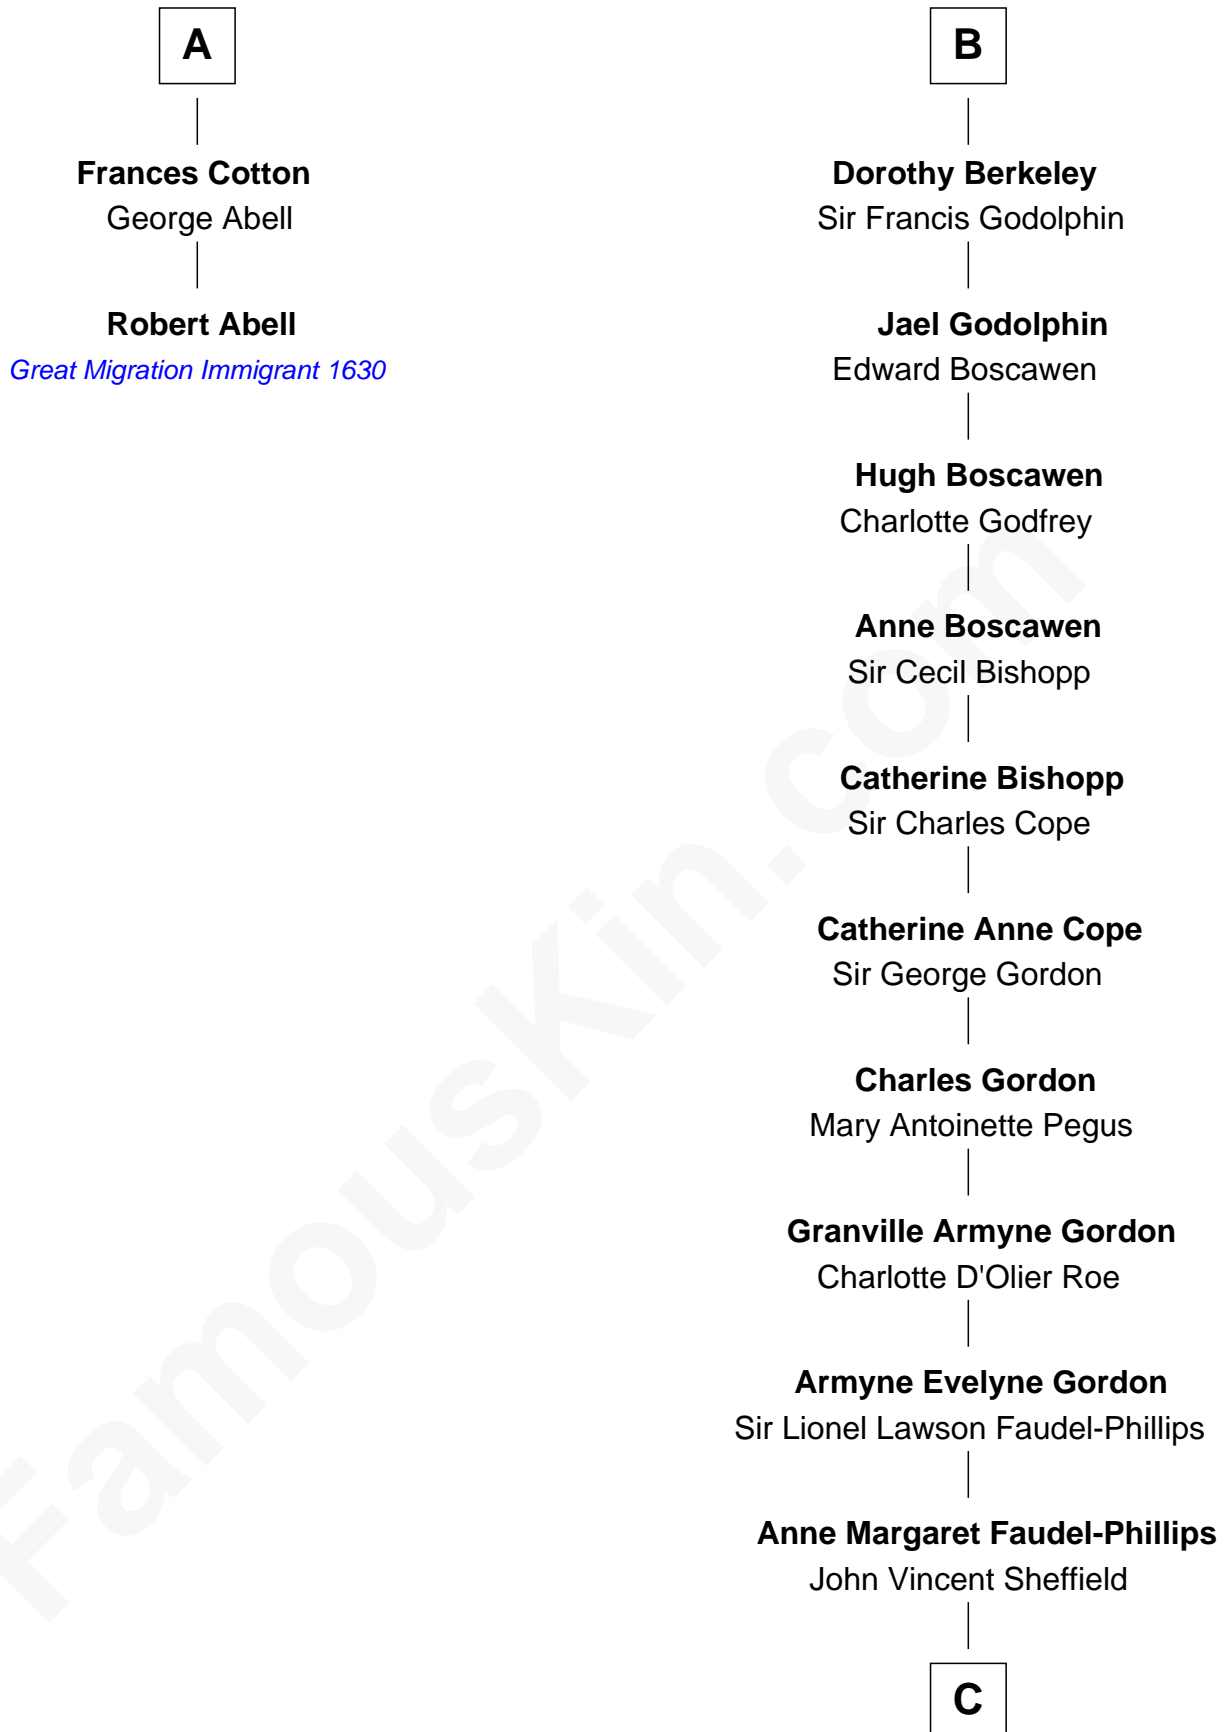 A
Frances Cotton
George Abell
Robert Abell
Great Migration Immigrant 1630
B
Dorothy Berkeley
Sir Francis Godolphin
Jael Godolphin
Edward Boscawen
Hugh Boscawen
Charlotte Godfrey
Anne Boscawen
Sir Cecil Bishopp
Catherine Bishopp
Sir Charles Cope
Catherine Anne Cope
Sir George Gordon
Charles Gordon
Mary Antoinette Pegus
Granville Armyne Gordon
Charlotte D'Olier Roe
Armyne Evelyne Gordon
Sir Lionel Lawson Faudel-Phillips
Anne Margaret Faudel-Phillips
John Vincent Sheffield
C
FamousKin.com